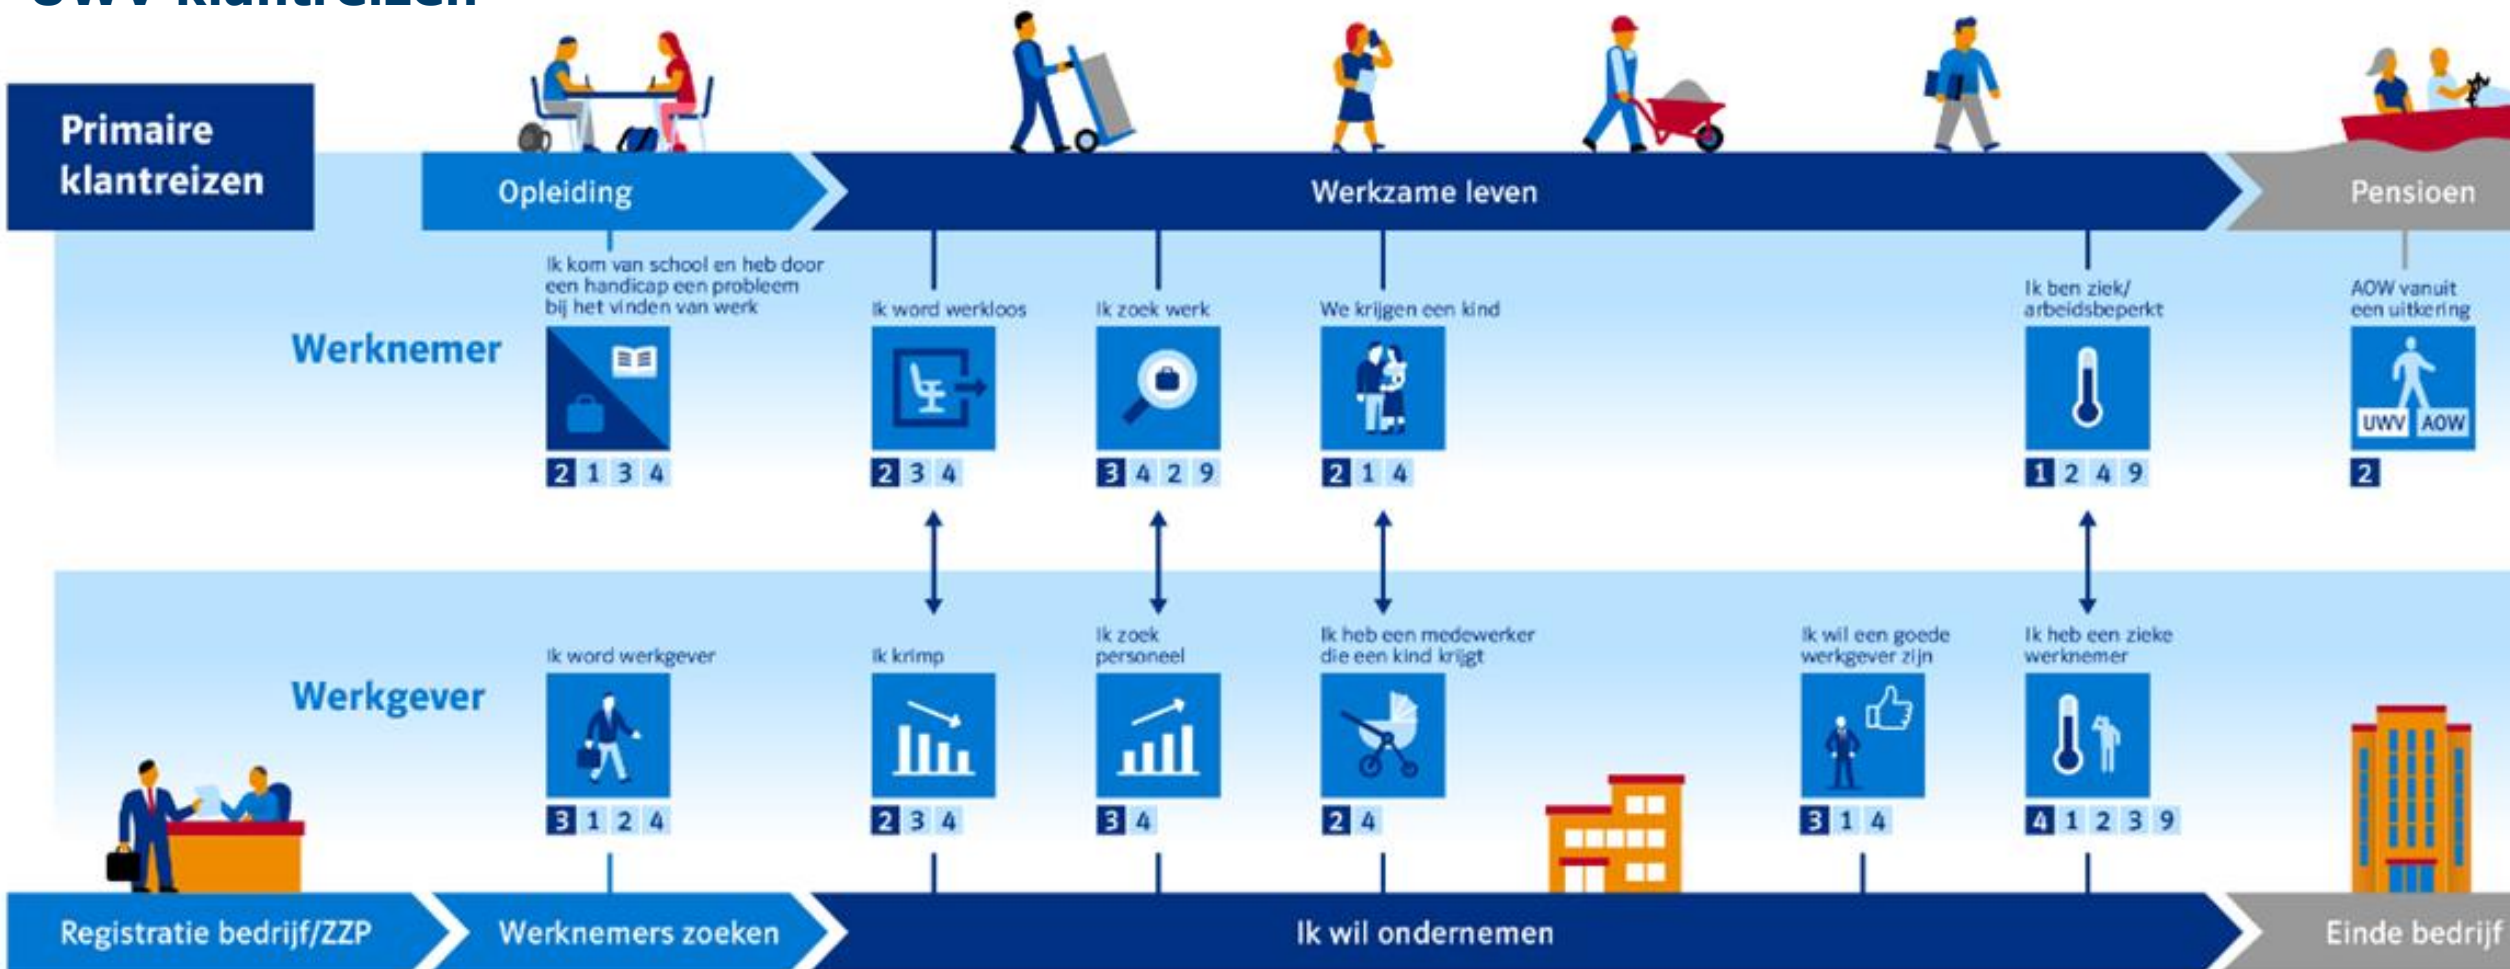 UWV klantreizen
Primaire
klantreizen
Opleiding
Werkzame leven
Pensioen
Werknemer
Ik kom van school en heb door
een handicap een probleem
bij het vinden van werk
2 1 3 4
Ik word werkloos
2 3 4
Ik zoek werk
3 4 2 9
We krijgen een kind
2 1 4
Ik ben ziek/
arbeidsbeperkt
1 2 4 9
AOW vanuit
een uitkering
UWV AOW
2
Werkgever
Ik word werkgever
3 1 2 4
Ik krimp
2 3 4
Ik zoek
personeel
3 4
Ik heb een medewerker
die een kind krijgt
2 4
Ik wil een goede
werkgever zijn
3 1 4
Ik heb een zieke
werknemer
4 1 2 3 9
Registratie bedrijf/ZZP
Werknemers zoeken
Ik wil ondernemen
Einde bedrijf